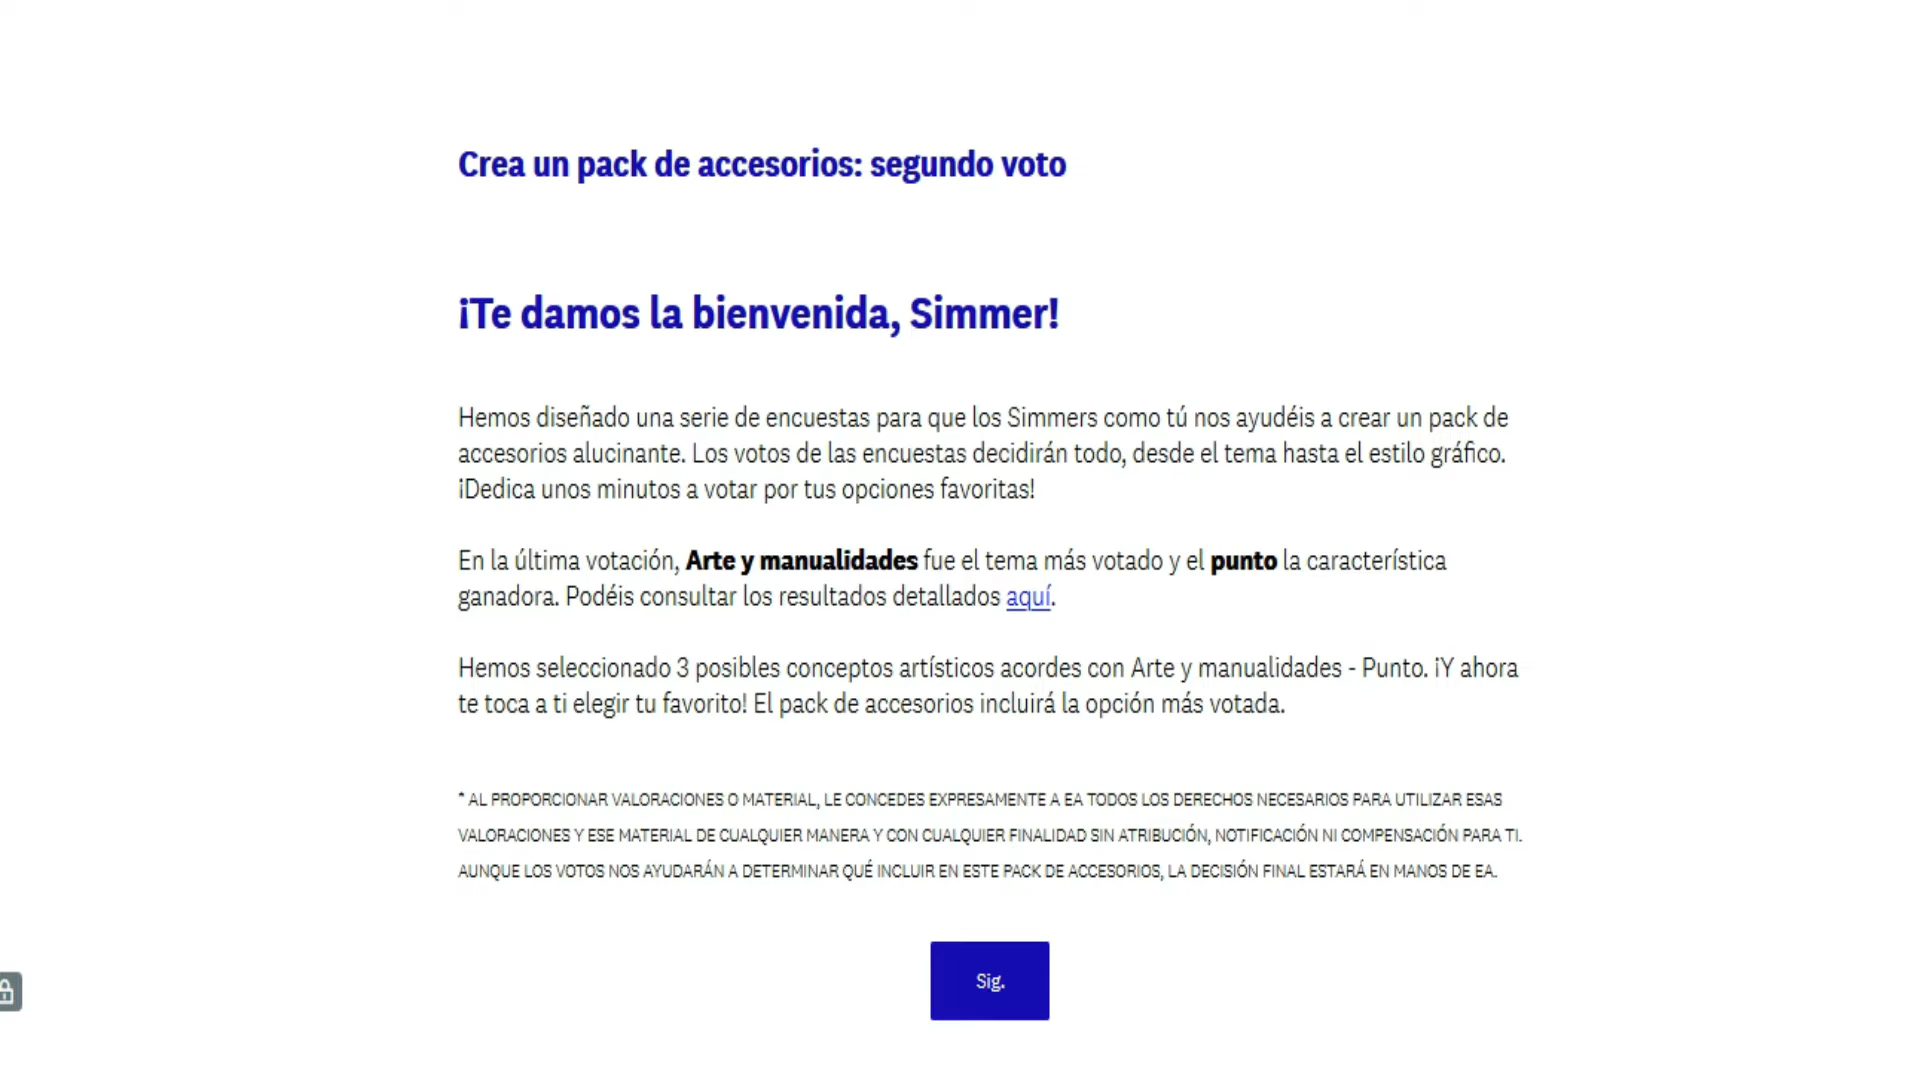 Crea un pack de accesorios: segundo voto
¡Te damos la bienvenida, Simmer!
Hemos diseñado una serie de encuestas para que los Simmers como tú nos ayudéis a crear un pack de
accesorios alucinante. Los votos de las encuestas decidirán todo, desde el tema hasta el estilo gráfico.
¡Dedica unos minutos a votar por tus opciones favoritas!
En la última votación, Arte y manualidades fue el tema más votado y el punto la característica
ganadora. Podéis consultar los resultados detallados aquí.
Hemos seleccionado 3 posibles conceptos artísticos acordes con Arte y manualidades - Punto. ¡Y ahora
te toca a ti elegir tu favorito! El pack de accesorios incluirá la opción más votada.
* AL PROPORCIONAR VALORACIONES O MATERIAL, LE CONCEDES EXPRESAMENTE A EA TODOS LOS DERECHOS NECESARIOS PARA UTILIZAR ESAS
VALORACIONES Y ESE MATERIAL DE CUALQUIER MANERA Y CON CUALQUIER FINALIDAD SIN ATRIBUCIÓN, NOTIFICACIÓN NI COMPENSACIÓN PARA TI.
AUNQUE LOS VOTOS NOS AYUDARÁN A DETERMINAR QUÉ INCLUIR EN ESTE PACK DE ACCESORIOS, LA DECISIÓN FINAL ESTARÁ EN MANOS DE EA.
Sig.